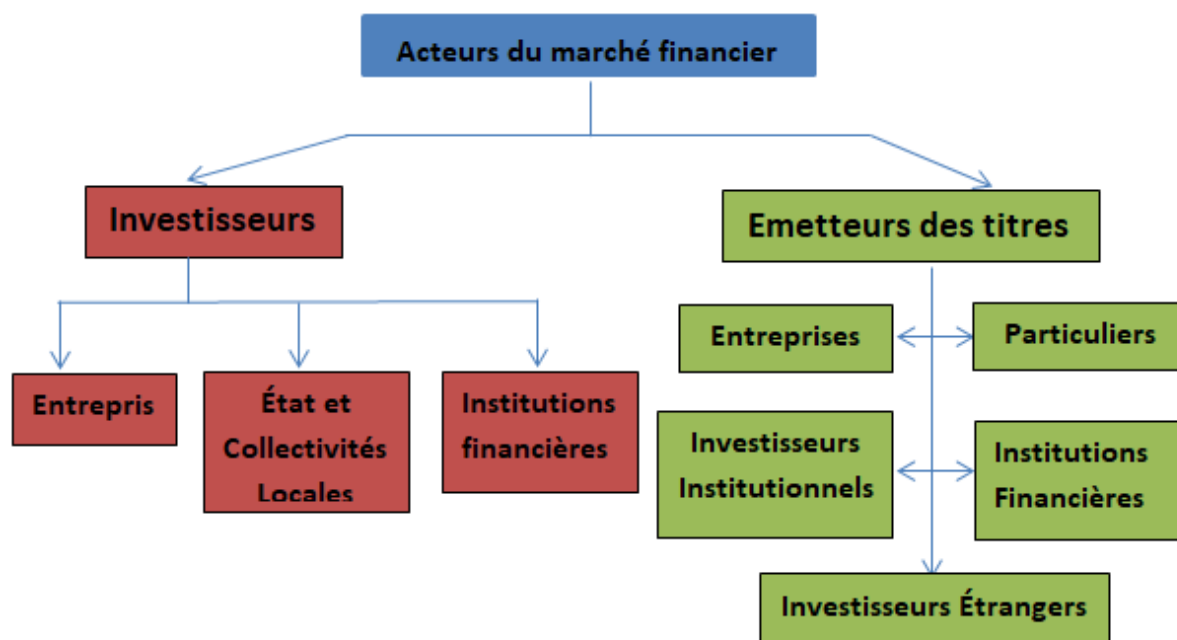 Acteurs du marché financier
Investisseurs
Emetteurs des titres
Entrepris
État et
Collectivités
Locales
Institutions
financières
Entreprises
Particuliers
Investisseurs
Institutionnels
Institutions
Financières
Investisseurs Étrangers